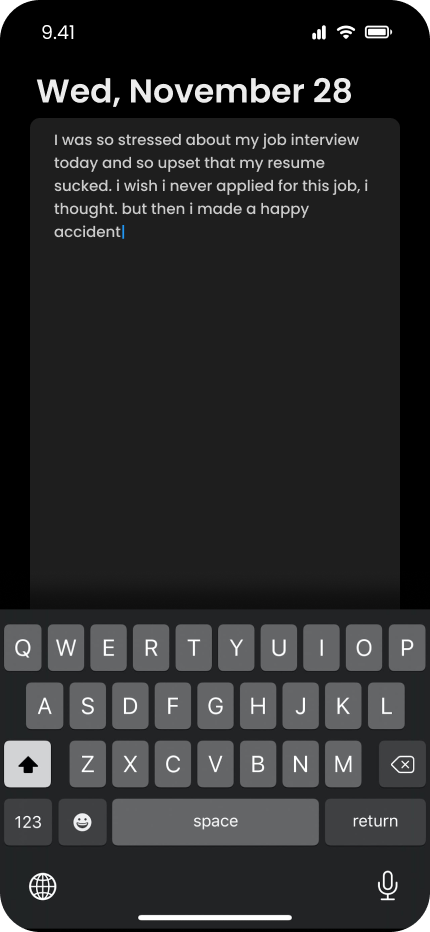 9.41
Wed, November 28
I was so stressed about my job interview
today and so upset that my resume
sucked. i wish i never applied for this job, i
thought. but then i made a happy
accident
Q W E R T Y U I O P
A S D F G H J K L
Z X C V B N M
123 space return